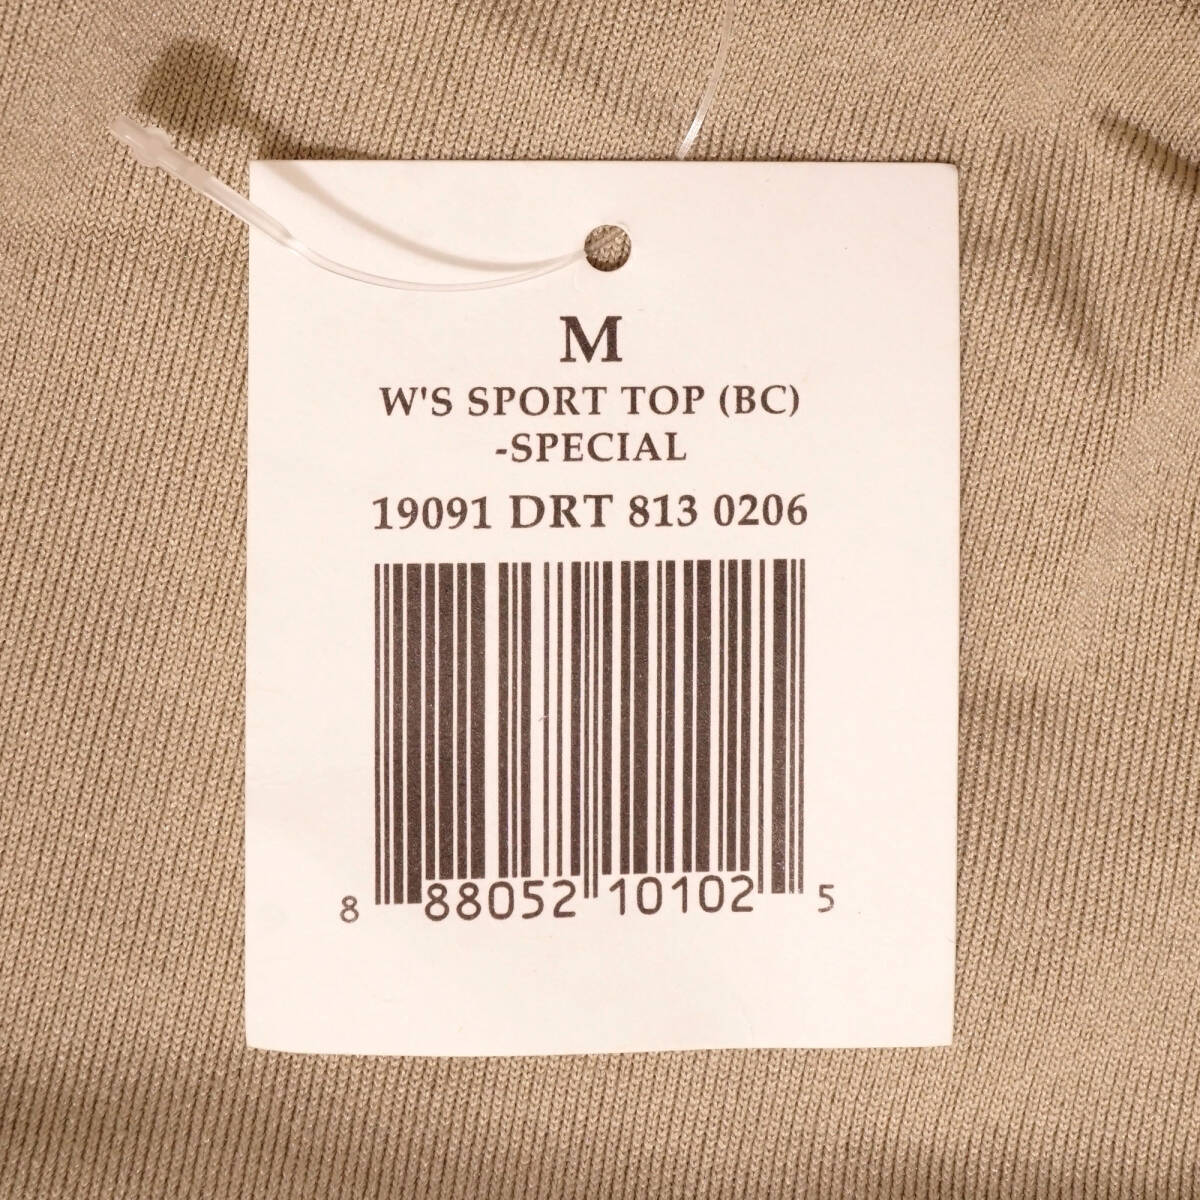 M
W'S SPORT TOP (BC)
-SPECIAL
19091 DRT 813 0206
8 88052 10102 5